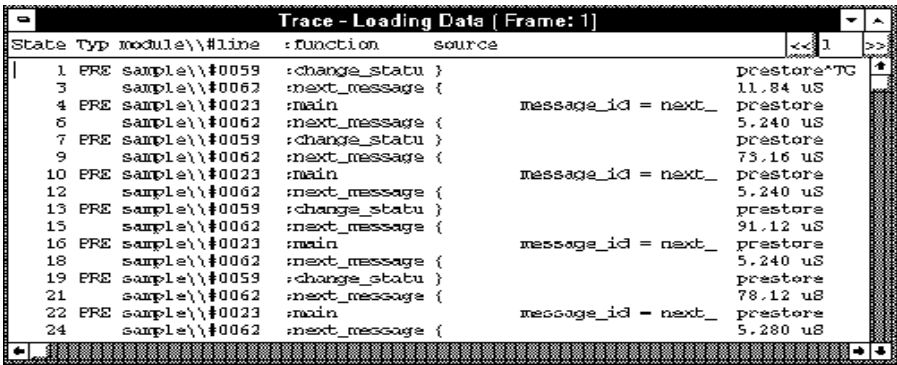 Trace - Loading Data [ Frame: 1]
State Typ module\\#line :function source << 1 >>
1 PRE sample\\#0059 :change_statu } prestore^TG
3 sample\\#0062 :next_message { 11.84 uS
4 PRE sample\\#0023 :main message_id = next_ prestore
6 sample\\#0062 :next_message { 5.240 uS
7 PRE sample\\#0059 :change_statu } prestore
9 sample\\#0062 :next_message { 73.16 uS
10 PRE sample\\#0023 :main message_id = next_ prestore
12 sample\\#0062 :next_message { 5.240 uS
13 PRE sample\\#0059 :change_statu } prestore
15 sample\\#0062 :next_message { 91.12 uS
16 PRE sample\\#0023 :main message_id = next_ prestore
18 sample\\#0062 :next_message { 5.240 uS
19 PRE sample\\#0059 :change_statu } prestore
21 sample\\#0062 :next_message { 78.12 uS
22 PRE sample\\#0023 :main message_id = next_ prestore
24 sample\\#0062 :next_message { 5.280 uS